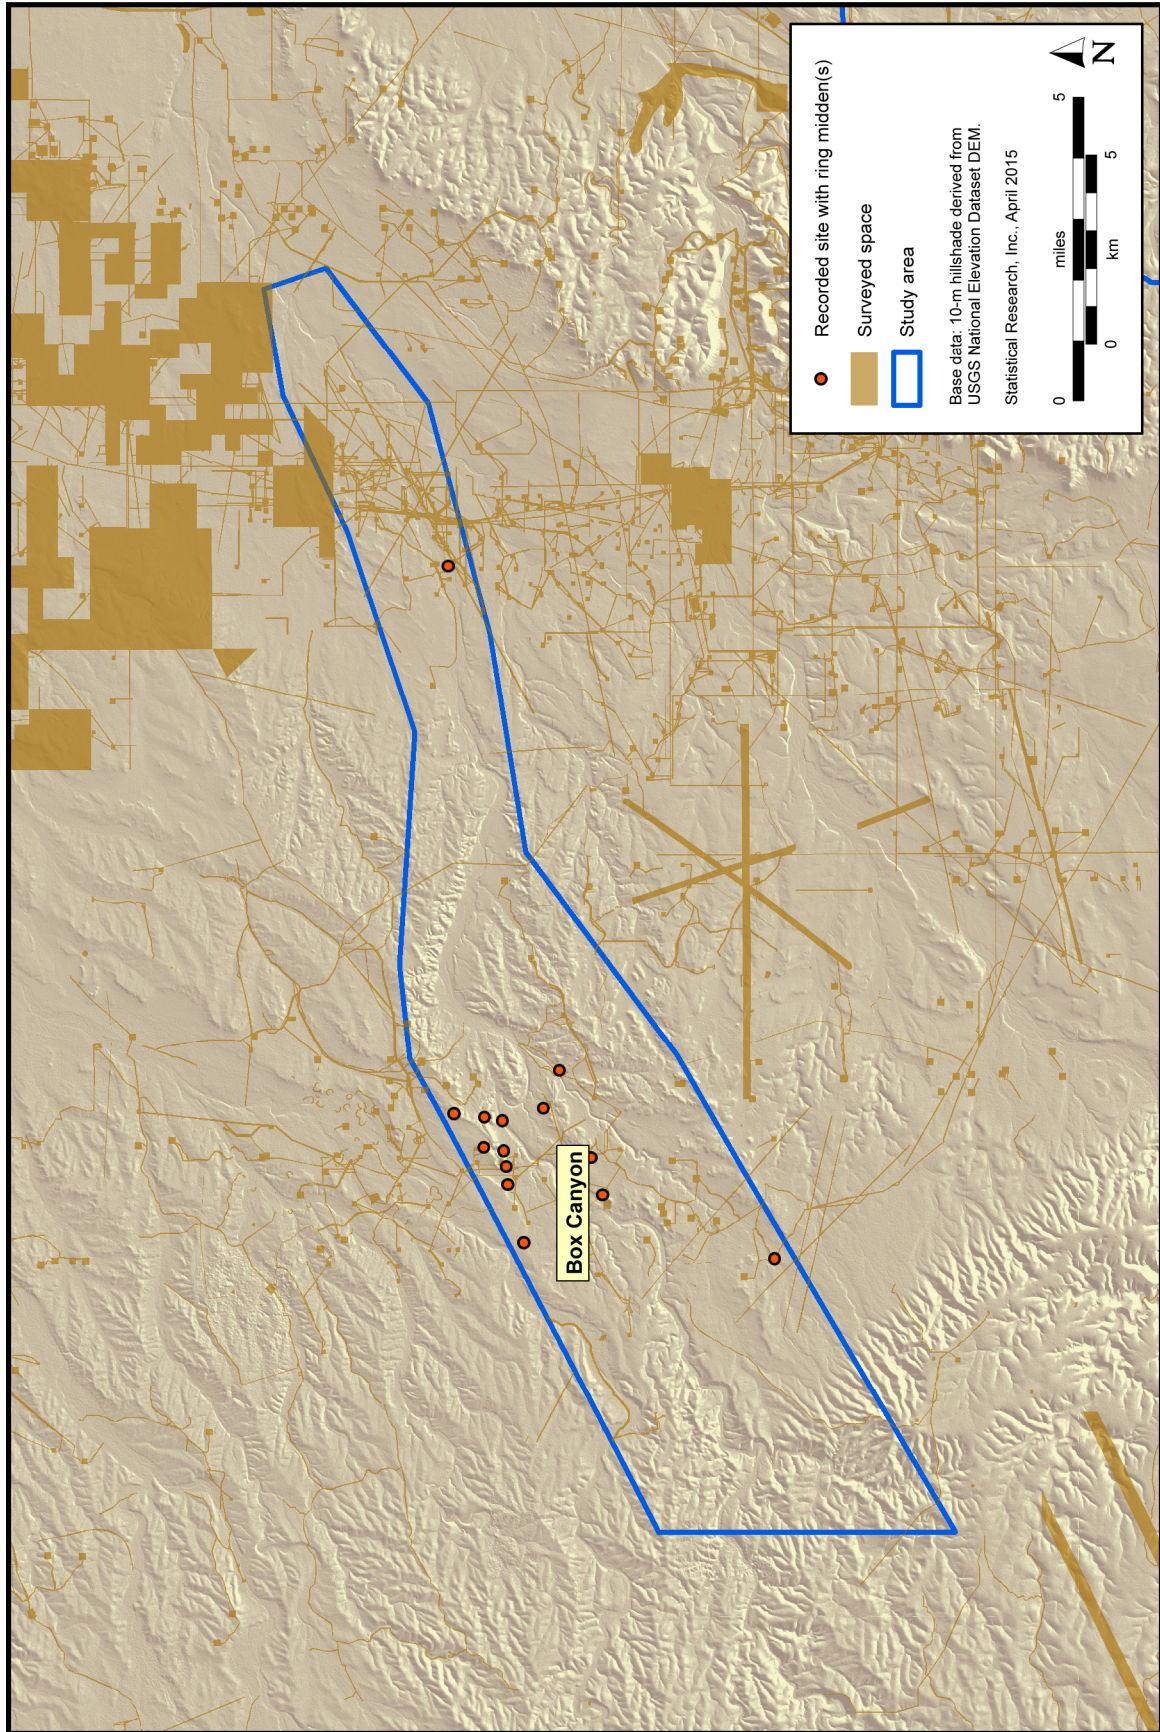 Box Canyon
Recorded site with ring midden(s)
Surveyed space
Study area
Base data: 10-m hillshade derived from
USGS National Elevation Dataset DEM.
Statistical Research, Inc., April 2015
miles
0 5
0 5
km
N